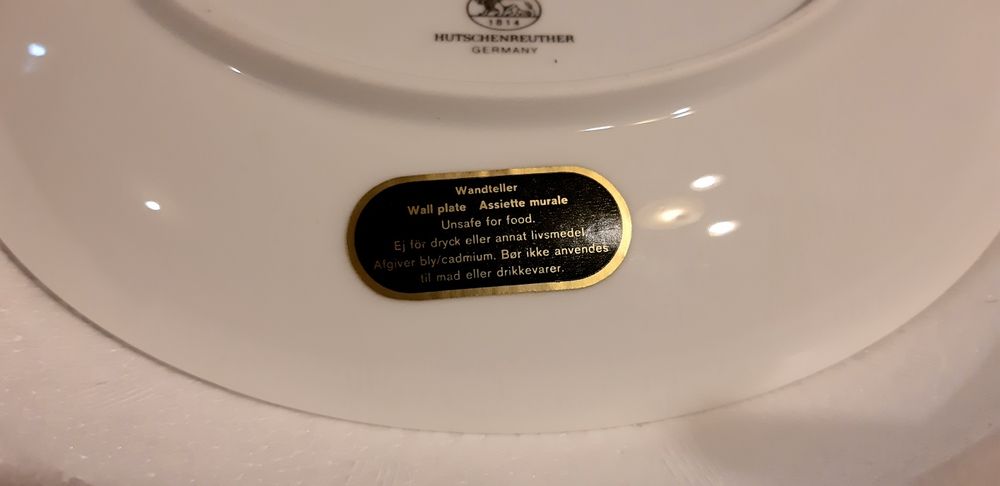 1814
HUTSCHENREUTHER
GERMANY
Wandteller
Wall plate Assiette murale
Unsafe for food.
Ej för dryck eller annat livsmedel.
Afgiver bly/cadmium. Bør ikke anvendes
til mad eller drikkevarer.